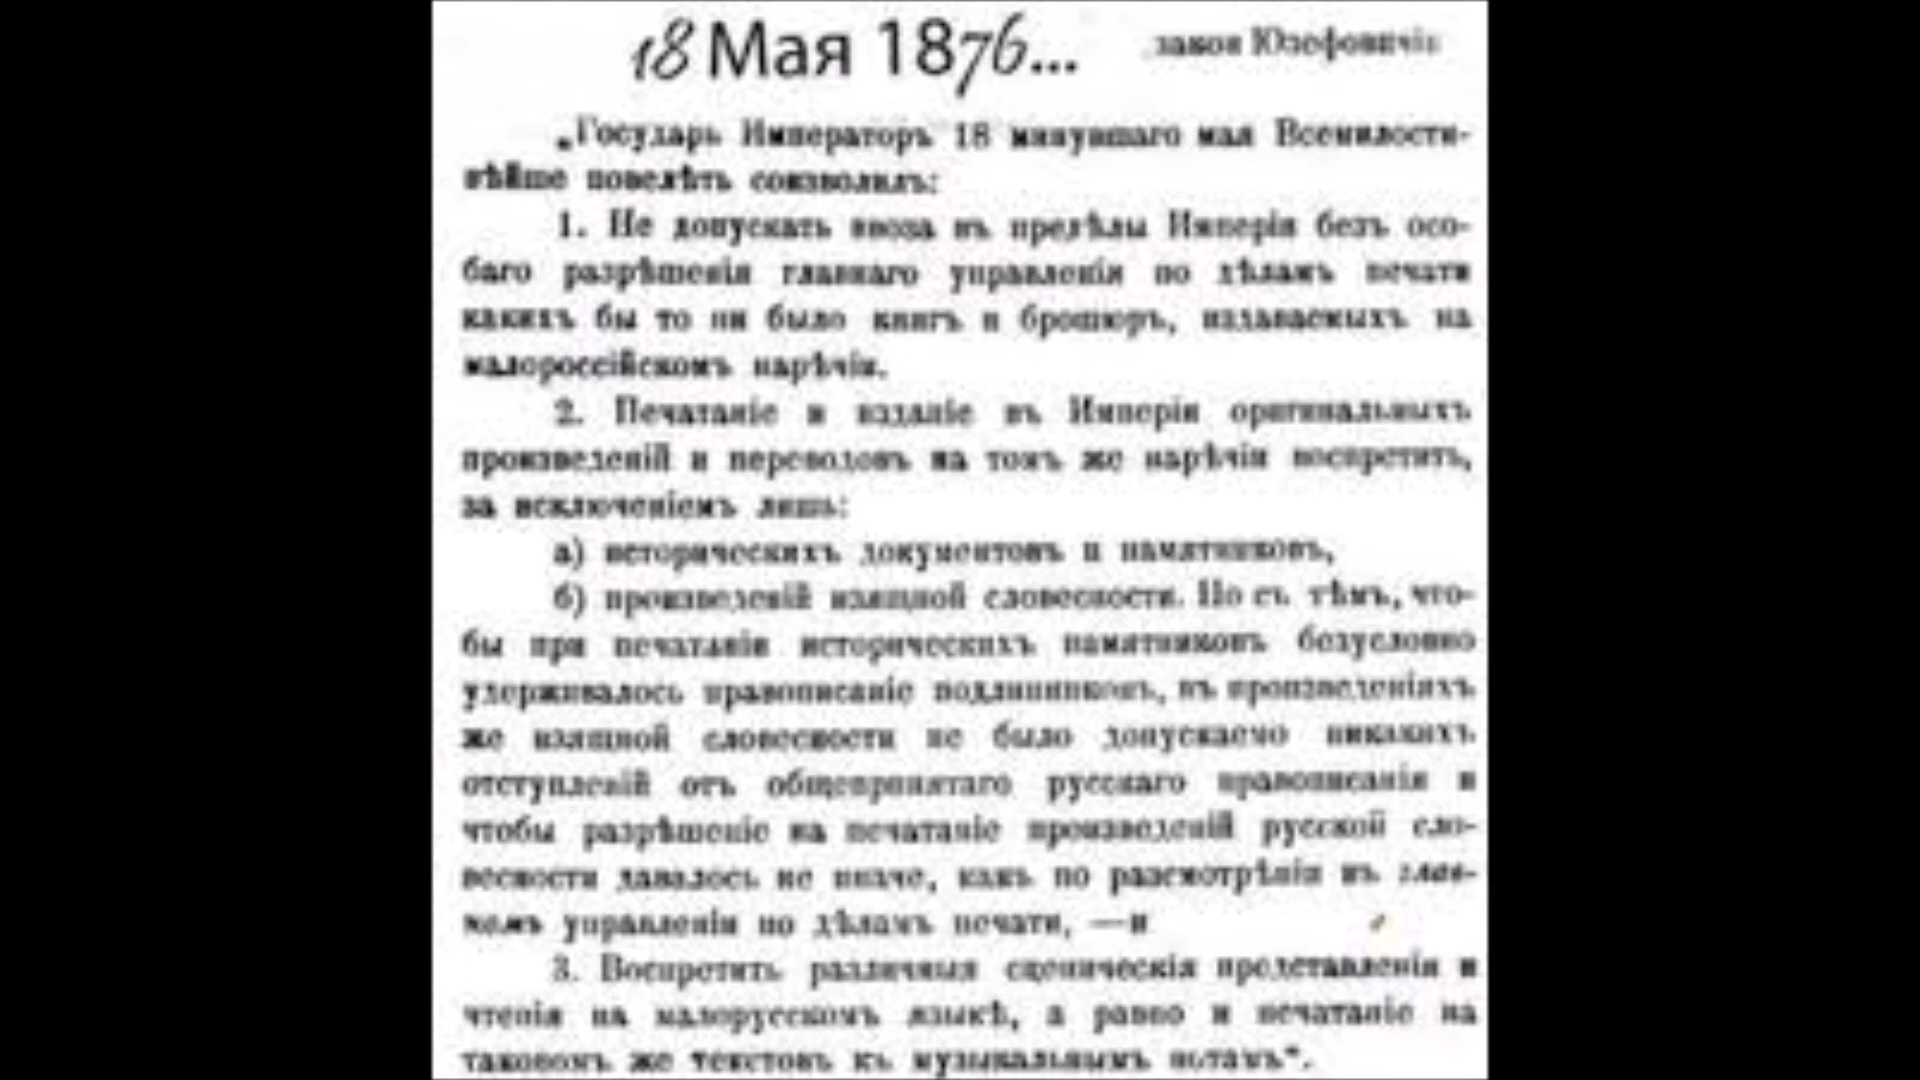 18 Мая 1876...
закон Юзефовичів
„Государь Императоръ 18 минувшаго мая Всемилости-
вѣйше повелѣть соизволилъ:
1. Не допускать ввоза въ предѣлы Имперіи безъ осо-
баго разрѣшенія главнаго управленія по дѣламъ печати
какихъ бы то ни было книгъ и брошюръ, издаваемыхъ на
малороссійскомъ нарѣчіи.
2. Печатаніе и изданіе въ Имперіи оригинальныхъ
произведеній и переводовъ на томъ же нарѣчіи воспретить,
за исключеніемъ лишь:
а) историческихъ документовъ и памятниковъ,
б) произведеній изящной словесности. Но съ тѣмъ, что-
бы при печатаніи историческихъ памятниковъ безусловно
удерживалось правописаніе подлинниковъ, въ произведеніяхъ
же изящной словесности не было допускаемо никакихъ
отступленій отъ общепринятаго русскаго правописанія и
чтобы разрѣшеніе на печатаніе произведеній русской сло-
весности давалось не иначе, какъ по разсмотрѣніи въ глав-
номъ управленіи по дѣламъ печати, —и
3. Воспретить различныя сценическія представленія и
чтенія на малорусскомъ языкѣ, а равно и печатаніе на
таковомъ же текстовъ къ музыкальнымъ нотамъ“.